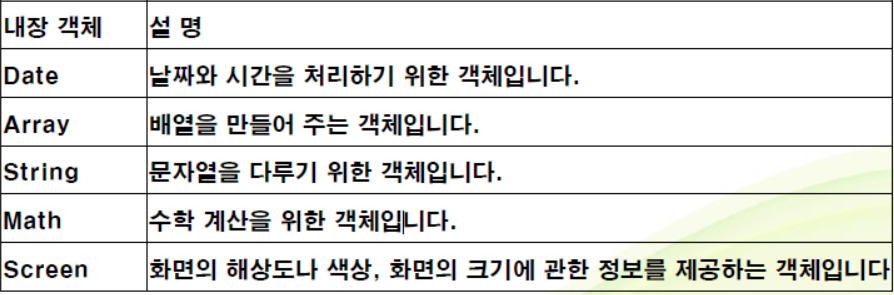 내장 객체 설 명
Date 날짜와 시간을 처리하기 위한 객체입니다.
Array 배열을 만들어 주는 객체입니다.
String 문자열을 다루기 위한 객체입니다.
Math 수학 계산을 위한 객체입니다.
Screen 화면의 해상도나 색상, 화면의 크기에 관한 정보를 제공하는 객체입니다